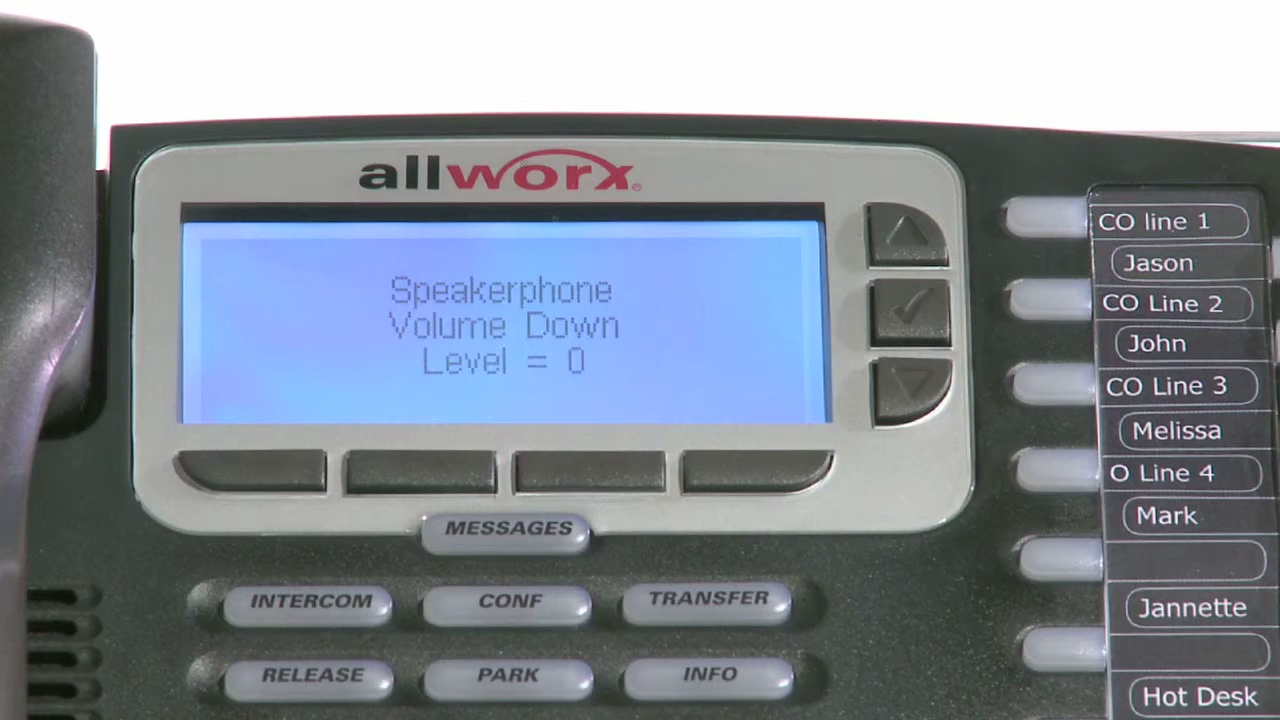 allworx
Speakerphone
Volume Down
Level = 0
MESSAGES
INTERCOM
CONF
TRANSFER
RELEASE
PARK
INFO
CO line 1
Jason
CO Line 2
John
CO Line 3
Melissa
O Line 4
Mark
Jannette
Hot Desk